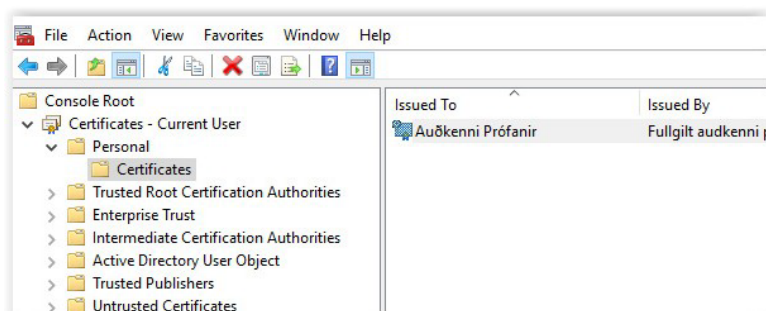 File Action View Favorites Window Help
Console Root
Certificates - Current User
Personal
Certificates
Trusted Root Certification Authorities
Enterprise Trust
Intermediate Certification Authorities
Active Directory User Object
Trusted Publishers
Untrusted Certificates
Issued To Issued By
Auðkenni Prófanir Fullgilt audkenni